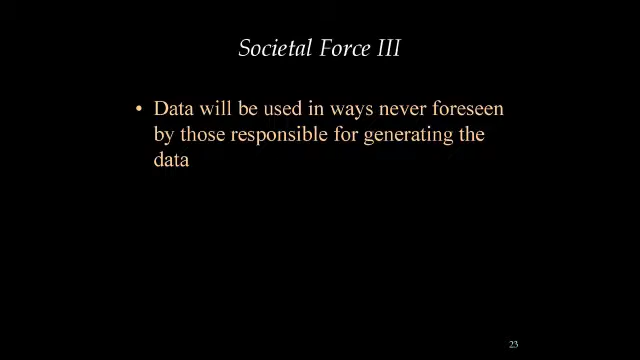 Societal Force III
• Data will be used in ways never foreseen
by those responsible for generating the
data
23